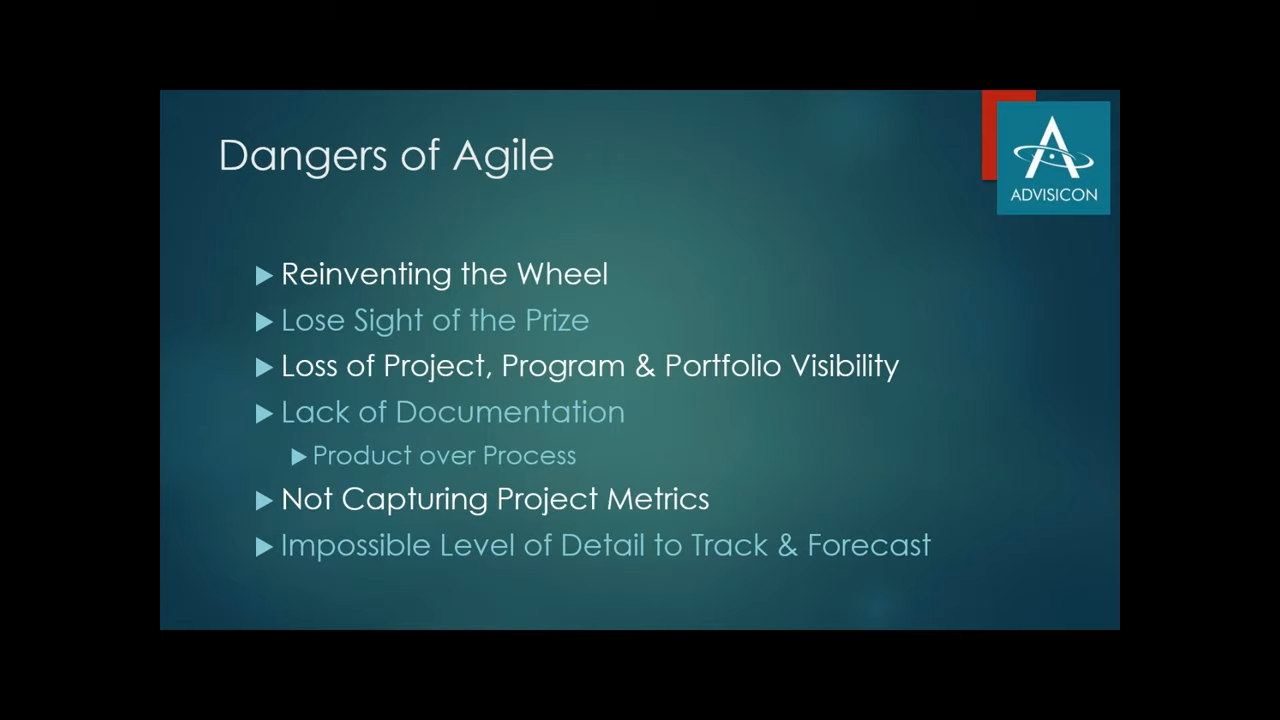 Dangers of Agile
ADVISICON
Reinventing the Wheel
Lose Sight of the Prize
Loss of Project, Program & Portfolio Visibility
Lack of Documentation
Product over Process
Not Capturing Project Metrics
Impossible Level of Detail to Track & Forecast